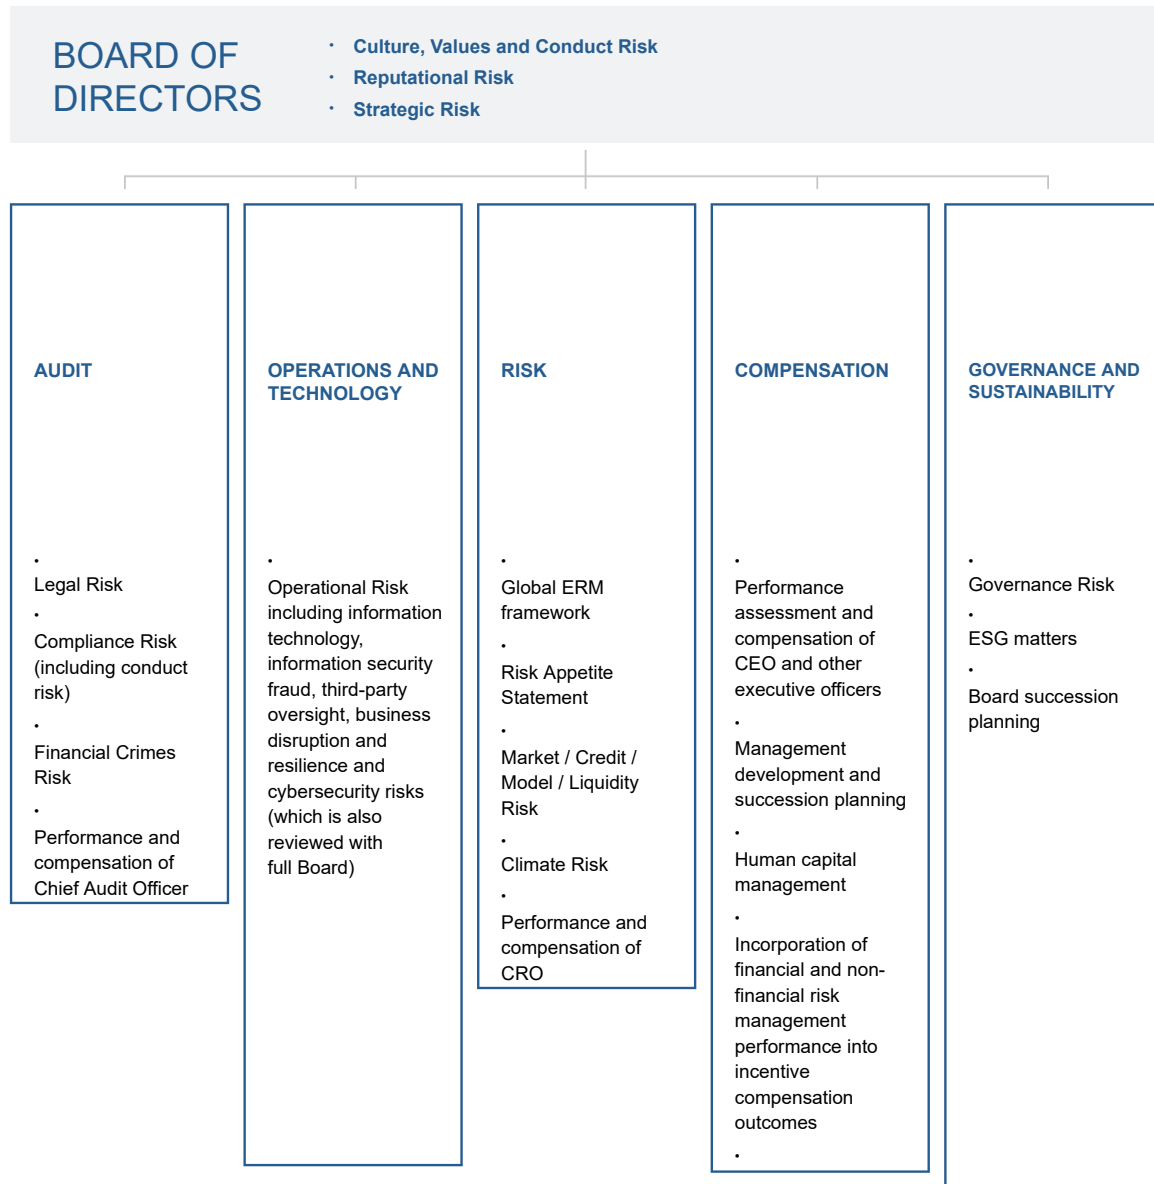 BOARD OF
DIRECTORS
· Culture, Values and Conduct Risk
· Reputational Risk
· Strategic Risk
AUDIT
·
Legal Risk
·
Compliance Risk
(including conduct
risk)
·
Financial Crimes
Risk
·
Performance and
compensation of
Chief Audit Officer
OPERATIONS AND
TECHNOLOGY
·
Operational Risk
including information
technology,
information security
fraud, third-party
oversight, business
disruption and
resilience and
cybersecurity risks
(which is also
reviewed with
full Board)
RISK
·
Global ERM
framework
·
Risk Appetite
Statement
·
Market / Credit /
Model / Liquidity
Risk
·
Climate Risk
·
Performance and
compensation of
CRO
COMPENSATION
·
Performance
assessment and
compensation of
CEO and other
executive officers
·
Management
development and
succession planning
·
Human capital
management
·
Incorporation of
financial and non-
financial risk
management
performance into
incentive
compensation
outcomes
·
GOVERNANCE AND
SUSTAINABILITY
·
Governance Risk
·
ESG matters
·
Board succession
planning